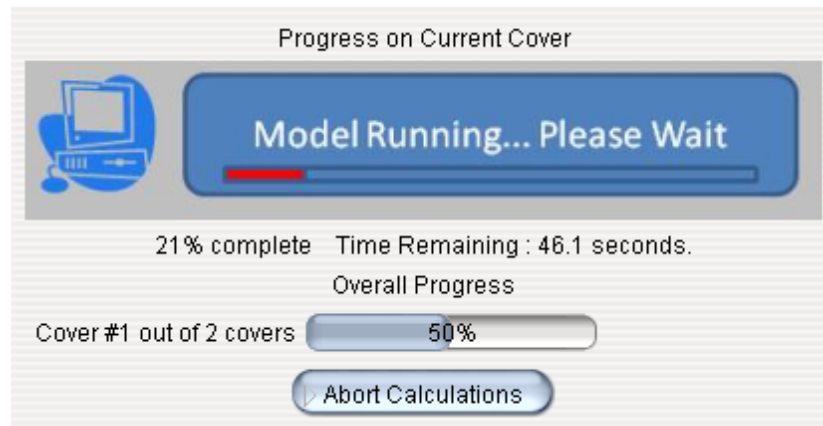 Progress on Current Cover
Model Running... Please Wait
21% complete Time Remaining : 46.1 seconds.
Overall Progress
Cover #1 out of 2 covers 50%
Abort Calculations